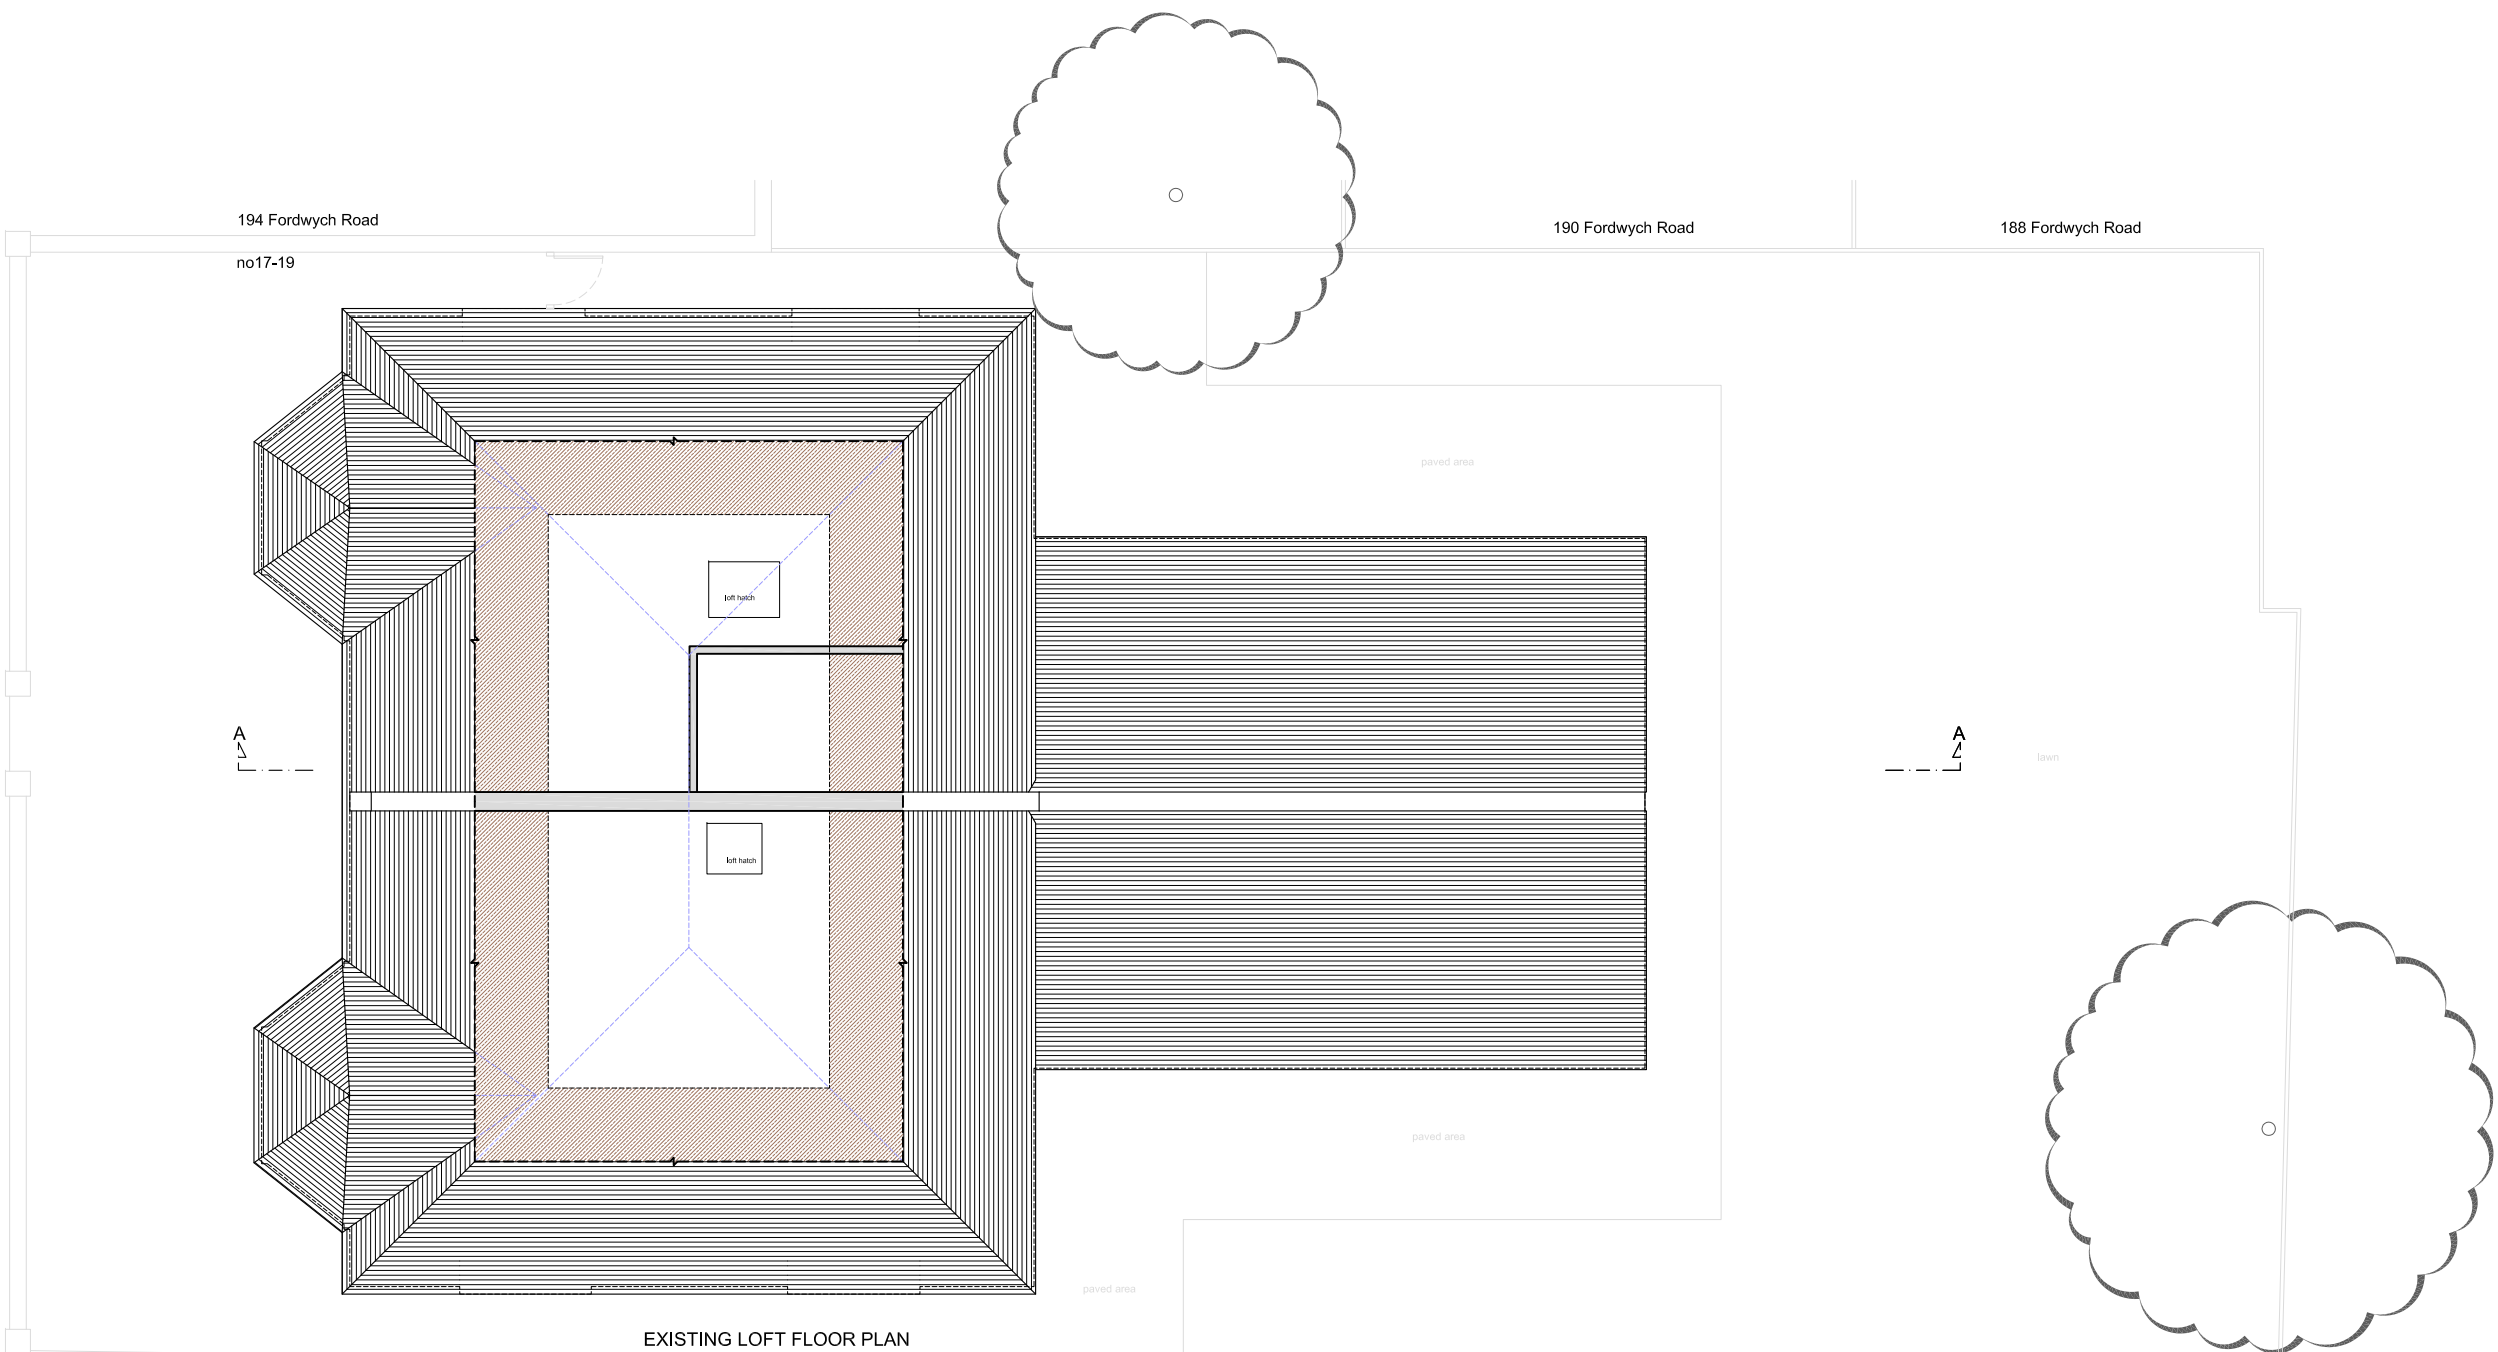 194 Fordwych Road
190 Fordwych Road
188 Fordwych Road
no17-19
paved area
loft hatch
A
A
lawn
loft hatch
paved area
paved area
EXISTING LOFT FLOOR PLAN